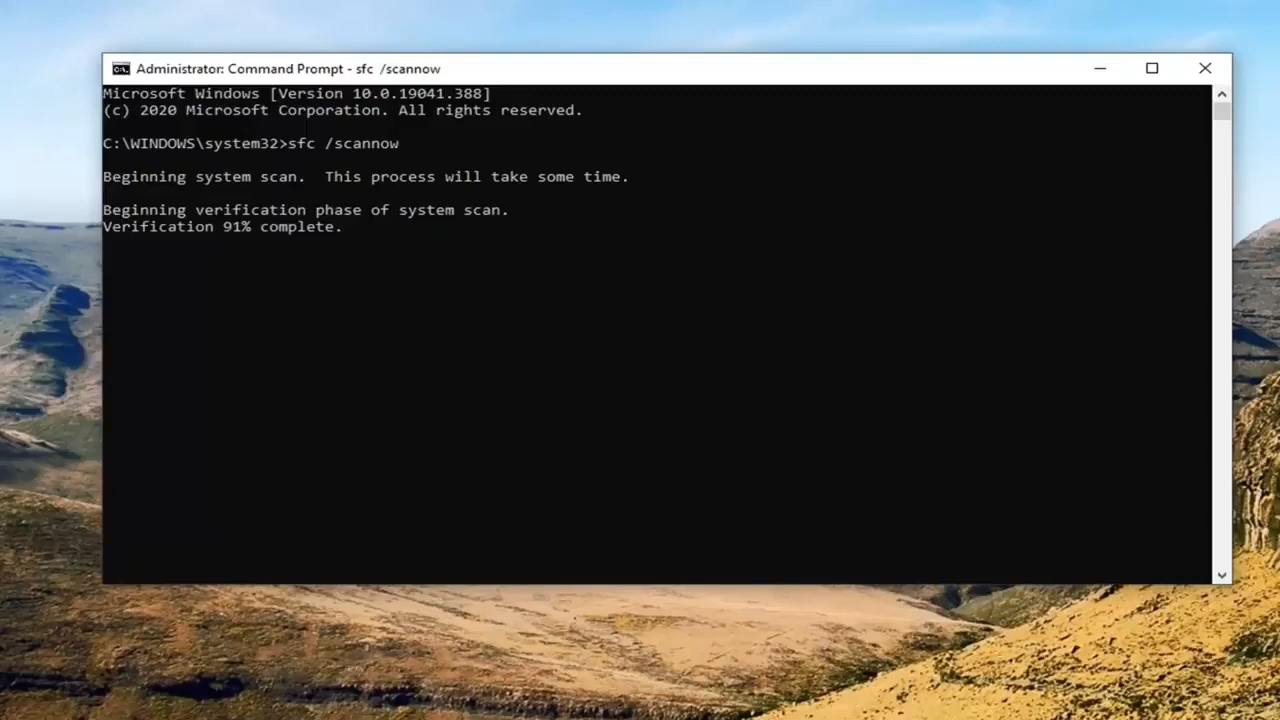 Administrator: Command Prompt - sfc  /scannow
Microsoft Windows [Version 10.0.19041.388]
(c) 2020 Microsoft Corporation. All rights reserved.
C:\WINDOWS\system32>sfc /scannow
Beginning system scan.  This process will take some time.
Beginning verification phase of system scan.
Verification 91% complete.